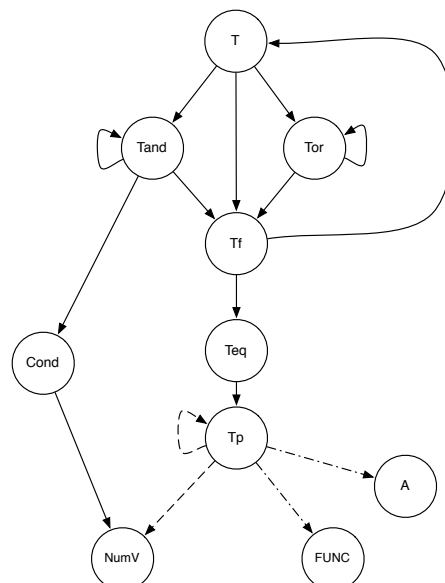 T
Tand
Tor
Tf
Teq
Cond
Tp
A
NumV
FUNC